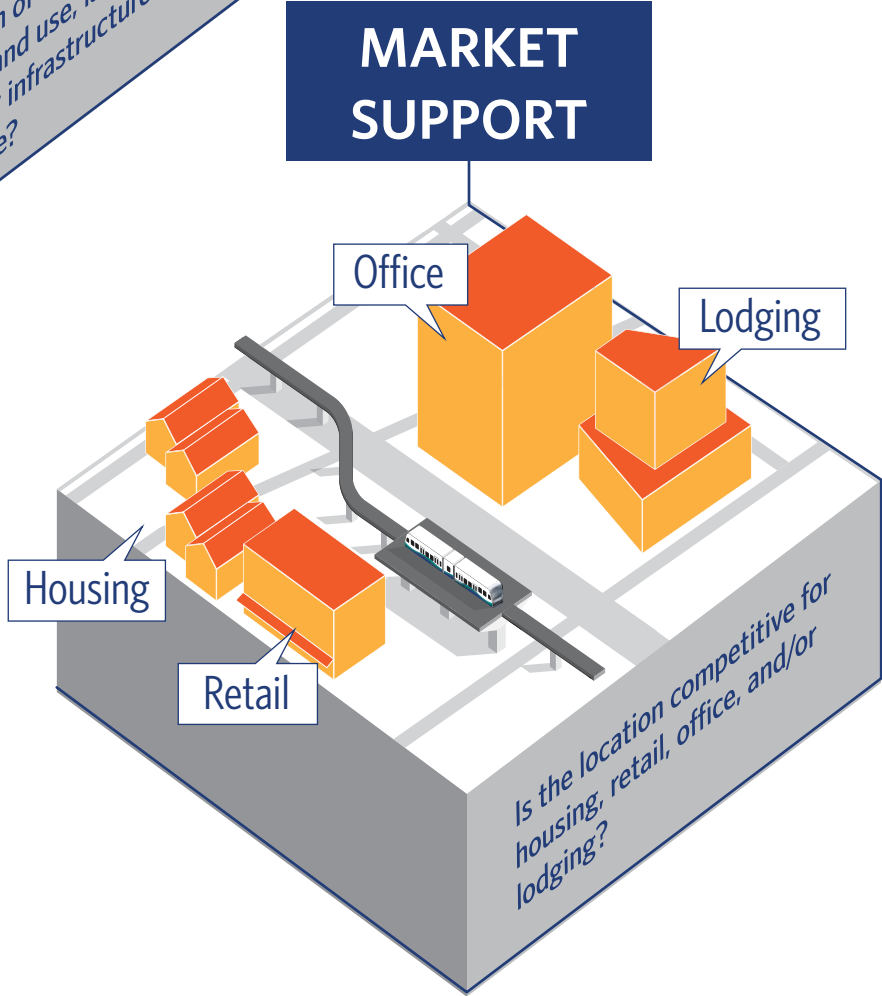 and use,
infrastructure
e?
MARKET
SUPPORT
Office
Lodging
Housing
Retail
Is the location competitive for
housing, retail, office, and/or
lodging?